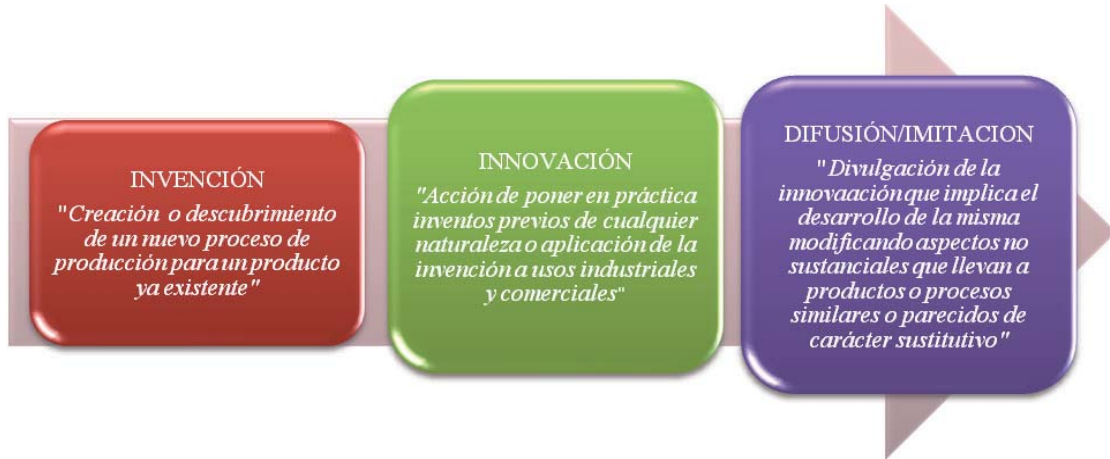 INVENCIÓN
"Creación o descubrimiento
de un nuevo proceso de
producción para un producto
ya existente"
INNOVACIÓN
"Acción de poner en práctica
inventos previos de cualquier
naturaleza o aplicación de la
invención a usos industriales
y comerciales"
DIFUSIÓN/IMITACION
"Divulgación de la
innovaación que implica el
desarrollo de la misma
modificando aspectos no
sustanciales que llevan a
productos o procesos
similares o parecidos de
carácter sustitutivo"